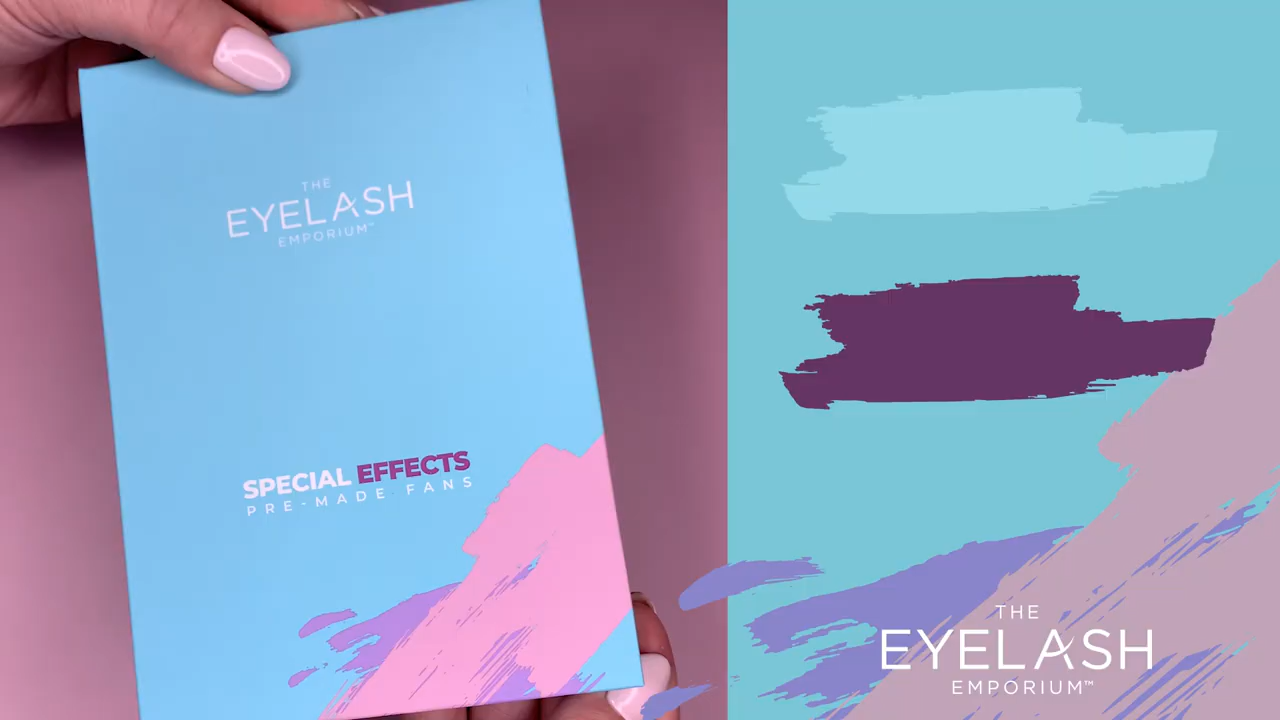 THE
EYELASH
EMPORIUM™
SPECIAL EFFECTS
PRE-MADE FANS
THE
EYELASH
EMPORIUM™